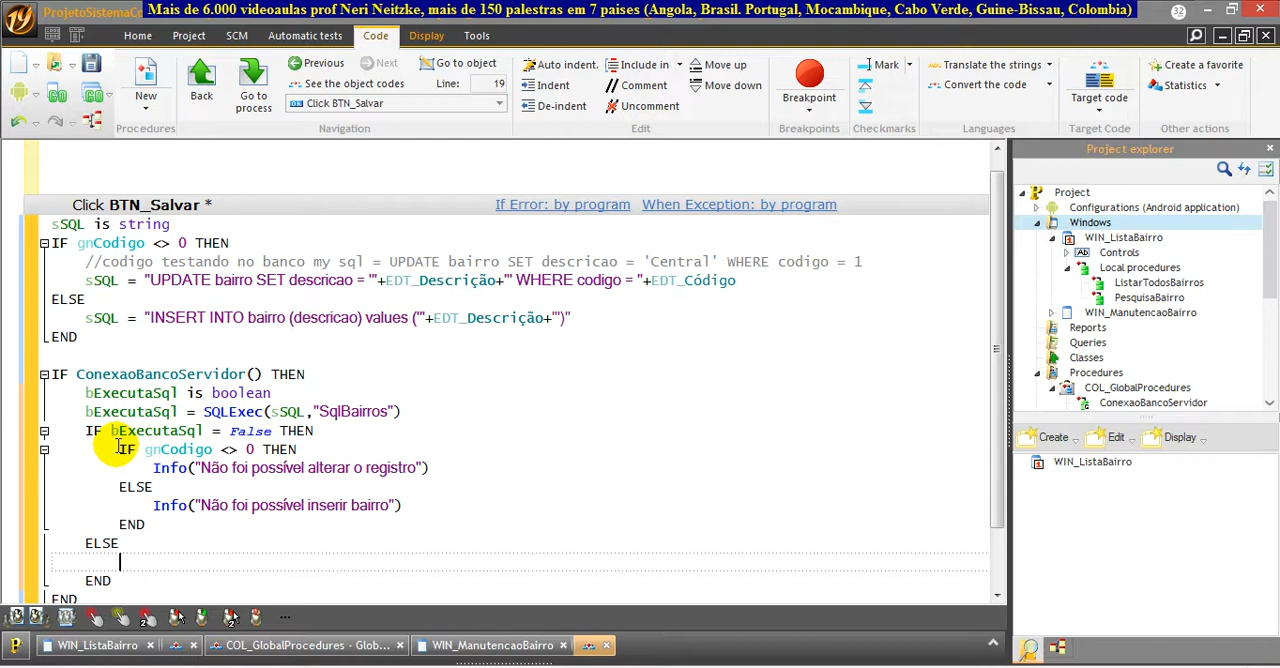 ProjetoSistemaCo
Mais de 6.000 videoaulas prof Neri Neitzke, mais de 150 palestras em 7 paises (Angola, Brasil. Portugal, Mocambique, Cabo Verde, Guine-Bissau, Colombia)
32
19
Home Project SCM Automatic tests Code Display Tools
New
Procedures
Back
Go to process
Previous Next Go to object
See the object codes Line: 19
Click BTN_Salvar
Navigation
Auto indent. Include in Move up
Indent Comment Move down
De-indent Uncomment
Edit
Breakpoint
Breakpoints
Mark
Checkmarks
Translate the strings
Convert the code
Languages
Target code
Target Code
Create a favorite
Statistics
Other actions
Click BTN_Salvar * If Error: by program When Exception: by program
sSQL is string
IF gnCodigo <> 0 THEN
//codigo testando no banco my sql = UPDATE bairro SET descricao = 'Central' WHERE codigo = 1
sSQL = "UPDATE bairro SET descricao = '"+EDT_Descrição+"' WHERE codigo = "+EDT_Código
ELSE
sSQL = "INSERT INTO bairro (descricao) values ('"+EDT_Descrição+"')"
END
IF ConexaoBancoServidor() THEN
bExecutaSql is boolean
bExecutaSql = SQLExec(sSQL,"SqlBairros")
IF bExecutaSql = False THEN
IF gnCodigo <> 0 THEN
Info("Não foi possível alterar o registro")
ELSE
Info("Não foi possível inserir bairro")
END
ELSE
END
END
Project explorer
Project
Configurations (Android application)
Windows
WIN_ListaBairro
Controls
Local procedures
ListarTodosBairros
PesquisaBairro
WIN_ManutencaoBairro
Reports
Queries
Classes
Procedures
COL_GlobalProcedures
ConexaoBancoServidor
Create Edit Display
WIN_ListaBairro
WIN_ListaBairro COL_GlobalProcedures - Glob... WIN_ManutencaoBairro